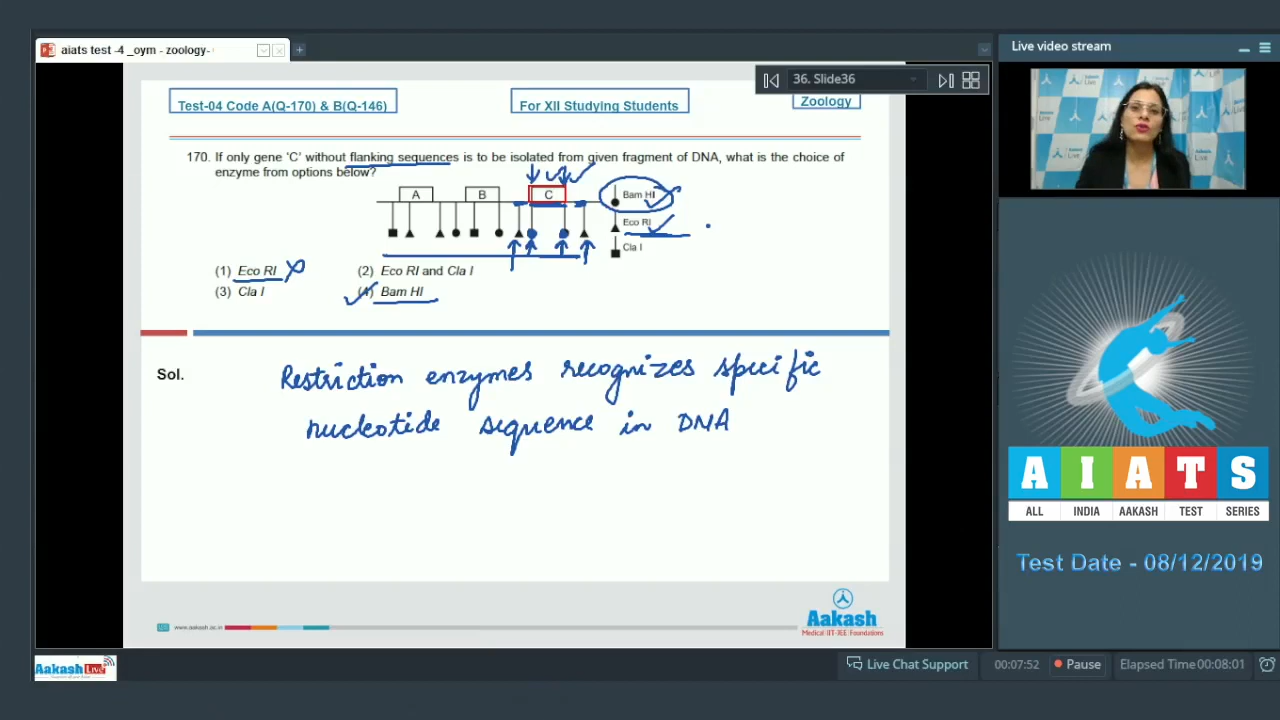 aiats test -4 _oym - zoology-
Live video stream
36. Slide36
Test-04 Code A(Q-170) & B(Q-146)
For XII Studying Students
Zoology
170. If only gene 'C' without flanking sequences is to be isolated from given fragment of DNA, what is the choice of
enzyme from options below?
A B C
Bam HI
Eco RI
Cla I
(1) Eco RI (2) Eco RI and Cla I
(3) Cla I (4) Bam HI
Sol.
Restriction enzymes recognizes specific
nucleotide sequence in DNA
A I A T S
ALL INDIA AAKASH TEST SERIES
Test Date - 08/12/2019
www.aakash.ac.in
Aakash
Medical | IIT-JEE | Foundations
Aakash Live
Live Chat Support 00:07:52 Pause Elapsed Time 00:08:01